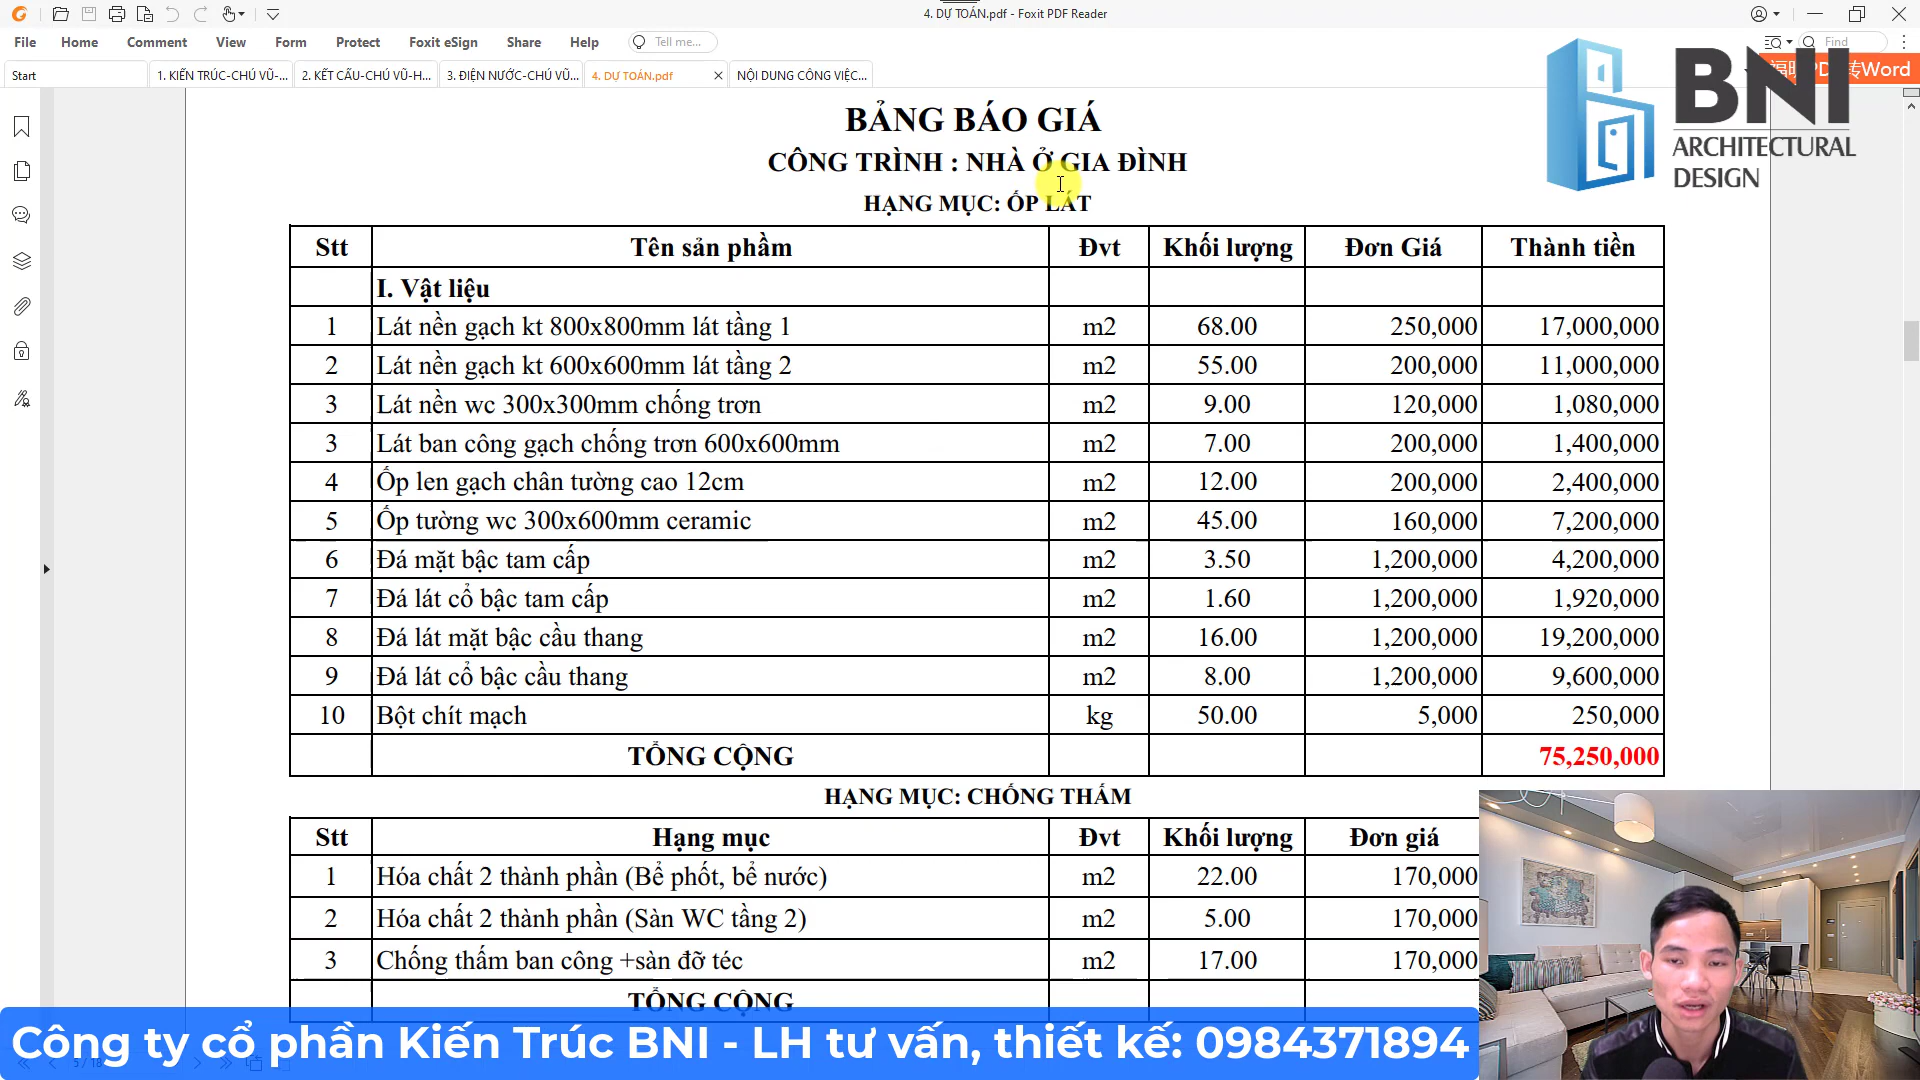 4. DỰ TOÁN.pdf - Foxit PDF Reader
File Home Comment View Form Protect Foxit eSign Share Help Tell me... Find
Start 1. KIẾN TRÚC-CHÚ VŨ-... 2. KẾT CẤU-CHÚ VŨ-H... 3. ĐIỆN NƯỚC-CHÚ VŨ... 4. DỰ TOÁN.pdf NỘI DUNG CÔNG VIỆC...
Word
BNI
ARCHITECTURAL
DESIGN
BẢNG BÁO GIÁ
CÔNG TRÌNH : NHÀ Ở GIA ĐÌNH
HẠNG MỤC: ỐP LÁT
Stt Tên sản phẩm Đvt Khối lượng Đơn Giá Thành tiền
I. Vật liệu
1 Lát nền gạch kt 800x800mm lát tầng 1 m2 68.00 250,000 17,000,000
2 Lát nền gạch kt 600x600mm lát tầng 2 m2 55.00 200,000 11,000,000
3 Lát nền wc 300x300mm chống trơn m2 9.00 120,000 1,080,000
3 Lát ban công gạch chống trơn 600x600mm m2 7.00 200,000 1,400,000
4 Ốp len gạch chân tường cao 12cm m2 12.00 200,000 2,400,000
5 Ốp tường wc 300x600mm ceramic m2 45.00 160,000 7,200,000
6 Đá mặt bậc tam cấp m2 3.50 1,200,000 4,200,000
7 Đá lát cổ bậc tam cấp m2 1.60 1,200,000 1,920,000
8 Đá lát mặt bậc cầu thang m2 16.00 1,200,000 19,200,000
9 Đá lát cổ bậc cầu thang m2 8.00 1,200,000 9,600,000
10 Bột chít mạch kg 50.00 5,000 250,000
TỔNG CỘNG 75,250,000
HẠNG MỤC: CHỐNG THẤM
Stt Hạng mục Đvt Khối lượng Đơn giá
1 Hóa chất 2 thành phần (Bể phốt, bể nước) m2 22.00 170,000
2 Hóa chất 2 thành phần (Sàn WC tầng 2) m2 5.00 170,000
3 Chống thấm ban công +sàn đỡ téc m2 17.00 170,000
TỔNG CỘNG
Công ty cổ phần Kiến Trúc BNI - LH tư vấn, thiết kế: 0984371894
5 / 18